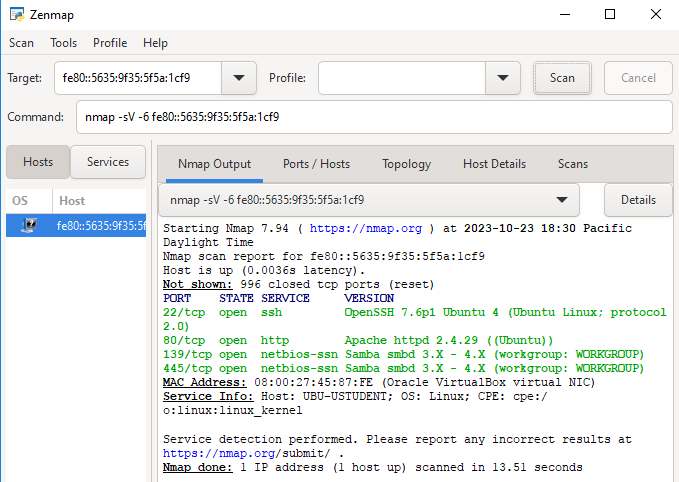 Zenmap
Scan Tools Profile Help
Target: fe80::5635:9f35:5f5a:1cf9 Profile: Scan Cancel
Command: nmap -sV -6 fe80::5635:9f35:5f5a:1cf9
Hosts Services Nmap Output Ports / Hosts Topology Host Details Scans
OS Host nmap -sV -6 fe80::5635:9f35:5f5a:1cf9 Details
fe80::5635:9f35:5f
Starting Nmap 7.94 ( https://nmap.org ) at 2023-10-23 18:30 Pacific
Daylight Time
Nmap scan report for fe80::5635:9f35:5f5a:1cf9
Host is up (0.0036s latency).
Not shown: 996 closed tcp ports (reset)
PORT STATE SERVICE VERSION
22/tcp open ssh OpenSSH 7.6p1 Ubuntu 4 (Ubuntu Linux; protocol
2.0)
80/tcp open http Apache httpd 2.4.29 ((Ubuntu))
139/tcp open netbios-ssn Samba smbd 3.X - 4.X (workgroup: WORKGROUP)
445/tcp open netbios-ssn Samba smbd 3.X - 4.X (workgroup: WORKGROUP)
MAC Address: 08:00:27:45:87:FE (Oracle VirtualBox virtual NIC)
Service Info: Host: UBU-USTUDENT; OS: Linux; CPE: cpe:/
o:linux:linux_kernel
Service detection performed. Please report any incorrect results at
https://nmap.org/submit/ .
Nmap done: 1 IP address (1 host up) scanned in 13.51 seconds